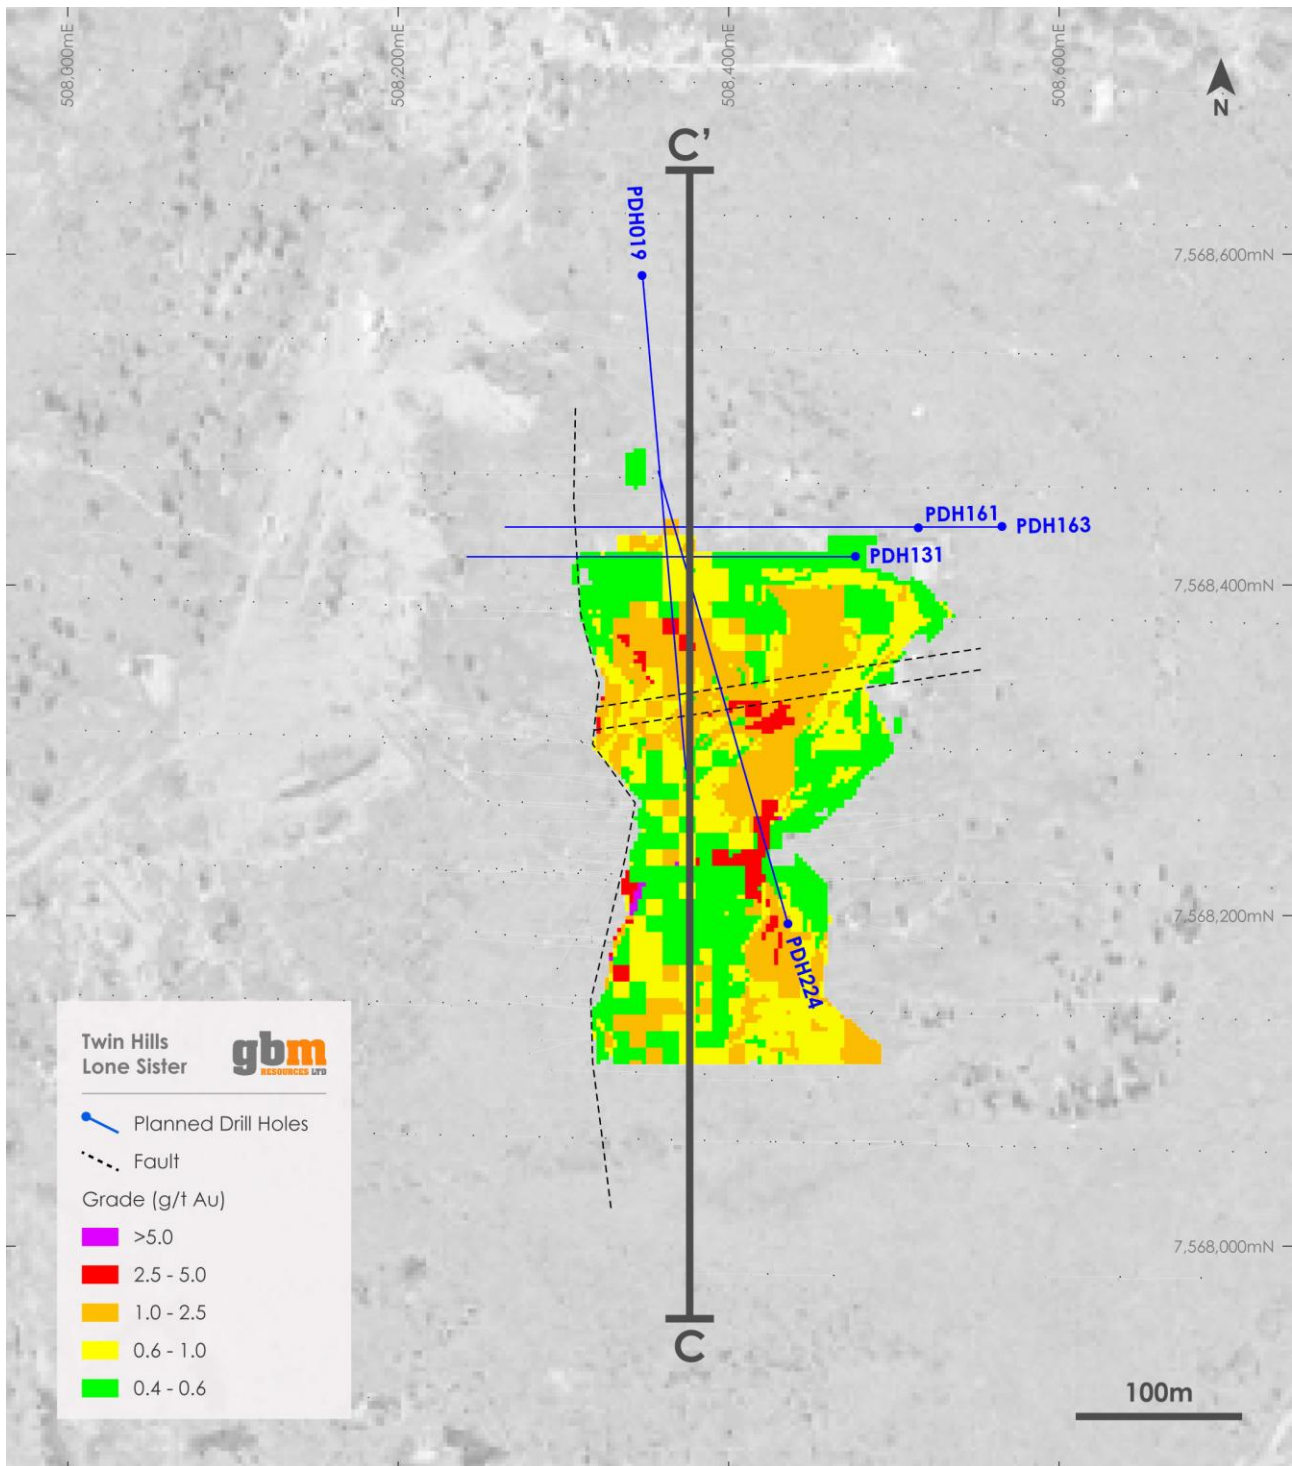 508,000mE
508,200mE
508,400mE
508,600mE
N
C'
PDH019
7,568,600mN
PDH161
PDH163
PDH131
7,568,400mN
7,568,200mN
PDH224
Twin Hills
Lone Sister
gbm
RESOURCES LTD
Planned Drill Holes
Fault
Grade (g/t Au)
>5.0
2.5 - 5.0
1.0 - 2.5
0.6 - 1.0
0.4 - 0.6
7,568,000mN
C
100m